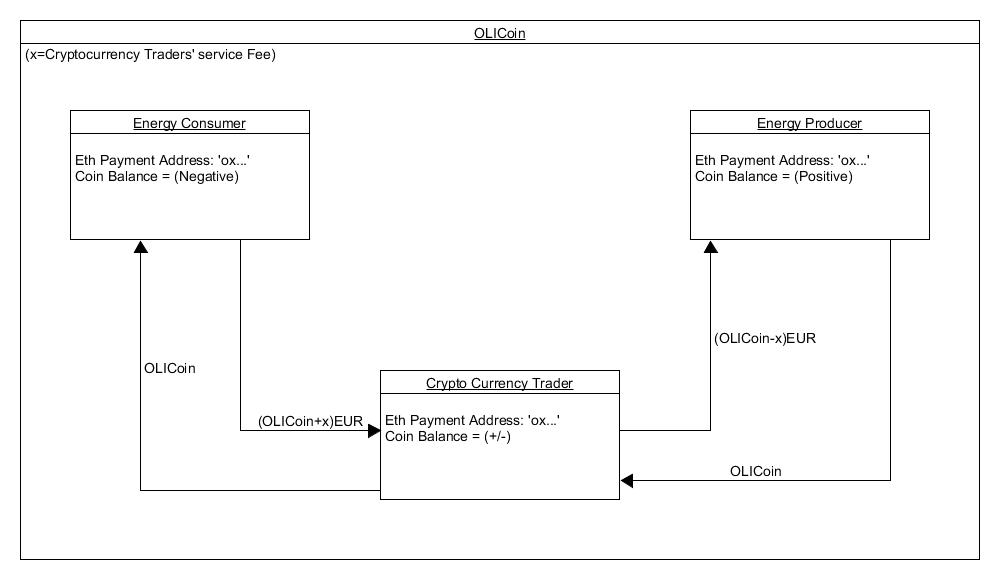 OLICoin
(x=Cryptocurrency Traders' service Fee)
Energy Consumer
Eth Payment Address: 'ox...'
Coin Balance = (Negative)
Energy Producer
Eth Payment Address: 'ox...'
Coin Balance = (Positive)
(OLICoin-x)EUR
OLICoin
Crypto Currency Trader
(OLICoin+x)EUR
Eth Payment Address: 'ox...'
Coin Balance = (+/-)
OLICoin